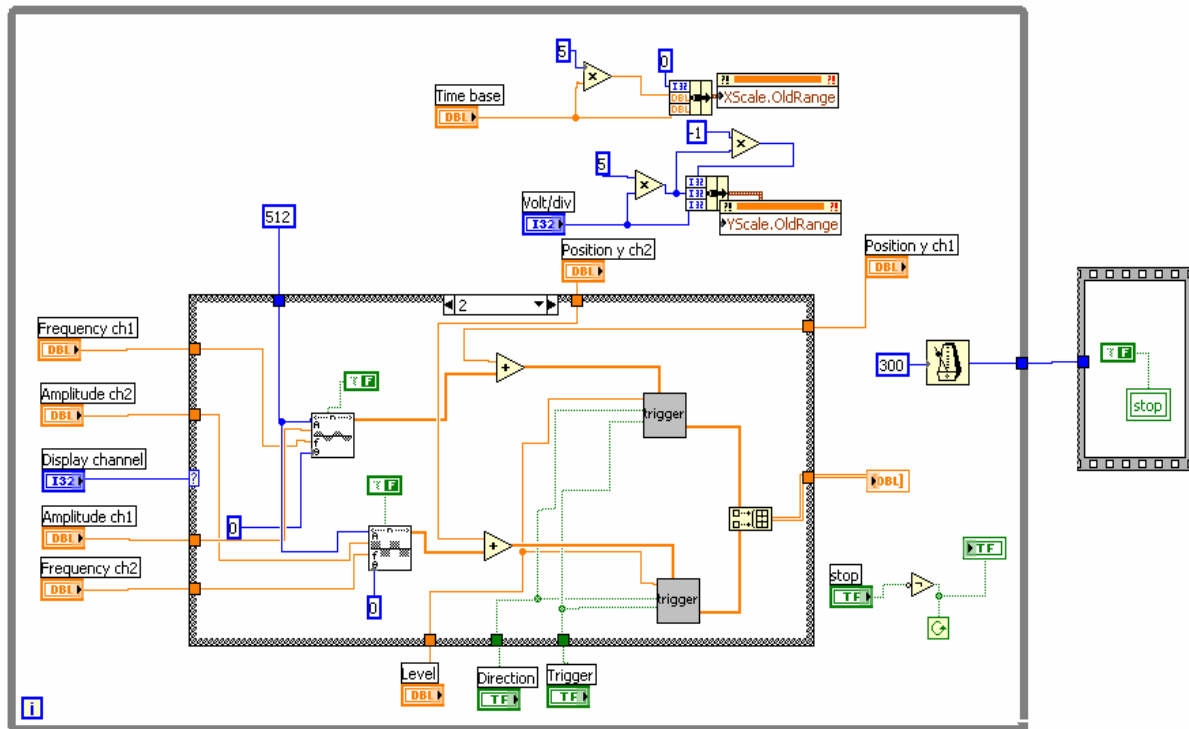 5
0
Time base
DBL
I32
DBL
DBL
XScale.OldRange
-1
5
I32
I32
I32
Volt/div
I32
YScale.OldRange
512
Position y ch2
DBL
Position y ch1
DBL
2
Frequency ch1
DBL
F
300
trigger
F
stop
Amplitude ch2
DBL
A
f
Display channel
I32
?
F
DBL]
Amplitude ch1
DBL
0
A
Frequency ch2
DBL
0
trigger
TF
stop
TF
Level
DBL
Direction
TF
Trigger
TF
i